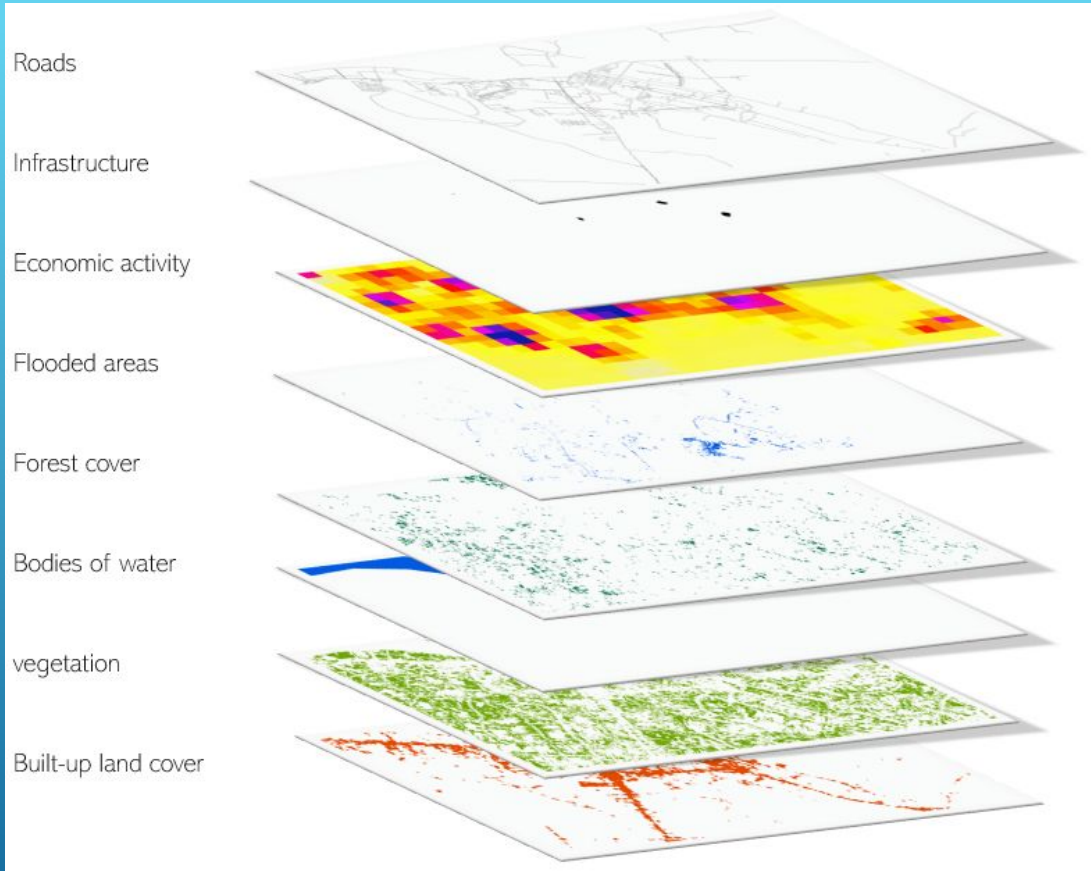 Roads
Infrastructure
Economic activity
Flooded areas
Forest cover
Bodies of water
vegetation
Built-up land cover